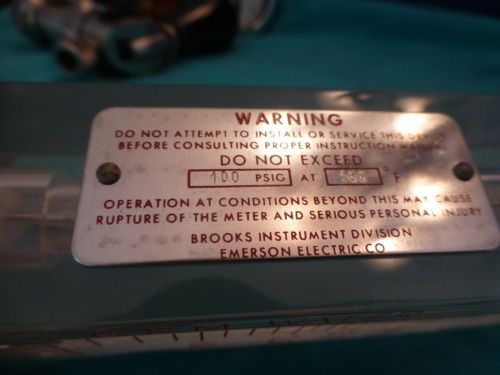 WARNING
DO NOT ATTEMPT TO INSTALL OR SERVICE THIS DEVICE
BEFORE CONSULTING PROPER INSTRUCTION MANUAL
DO NOT EXCEED
100 PSIG AT °F
OPERATION AT CONDITIONS BEYOND THIS MAY CAUSE
RUPTURE OF THE METER AND SERIOUS PERSONAL INJURY
BROOKS INSTRUMENT DIVISION
EMERSON ELECTRIC CO